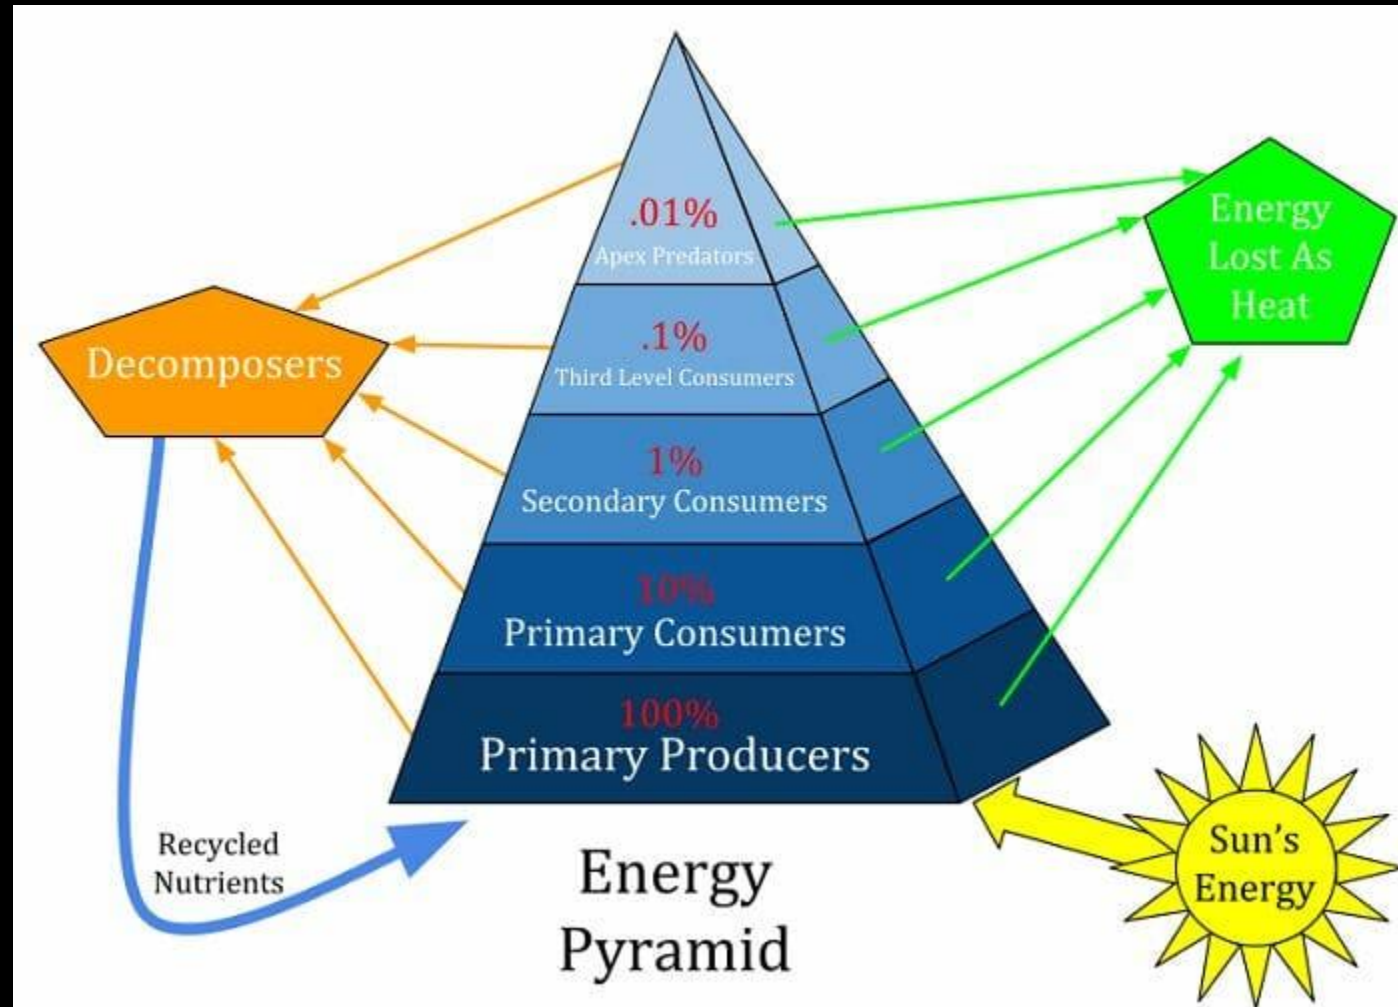 .01%
Apex Predators
.1%
Third Level Consumers
1%
Secondary Consumers
10%
Primary Consumers
100%
Primary Producers
Decomposers
Energy
Lost As
Heat
Recycled
Nutrients
Sun's
Energy
Energy
Pyramid